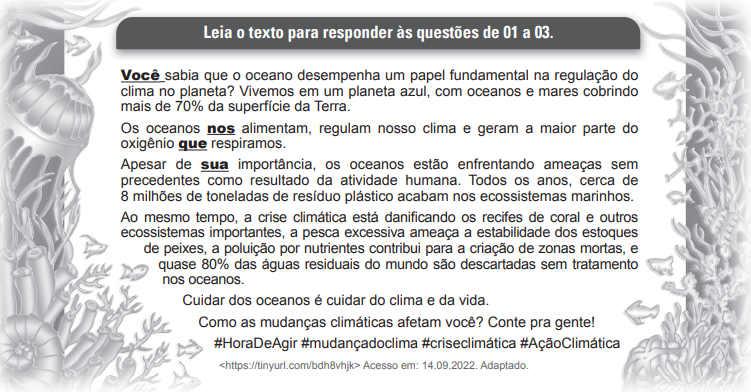 Leia o texto para responder às questões de 01 a 03.
Você sabia que o oceano desempenha um papel fundamental na regulação do
clima no planeta? Vivemos em um planeta azul, com oceanos e mares cobrindo
mais de 70% da superfície da Terra.
Os oceanos nos alimentam, regulam nosso clima e geram a maior parte do
oxigênio que respiramos.
Apesar de sua importância, os oceanos estão enfrentando ameaças sem
precedentes como resultado da atividade humana. Todos os anos, cerca de
8 milhões de toneladas de resíduo plástico acabam nos ecossistemas marinhos.
Ao mesmo tempo, a crise climática está danificando os recifes de coral e outros
ecossistemas importantes, a pesca excessiva ameaça a estabilidade dos estoques
de peixes, a poluição por nutrientes contribui para a criação de zonas mortas, e
quase 80% das águas residuais do mundo são descartadas sem tratamento
nos oceanos.
Cuidar dos oceanos é cuidar do clima e da vida.
Como as mudanças climáticas afetam você? Conte pra gente!
#HoraDeAgir #mudançadoclima #criseclimática #AçãoClimática
<https://tinyurl.com/bdh8vhjk> Acesso em: 14.09.2022. Adaptado.